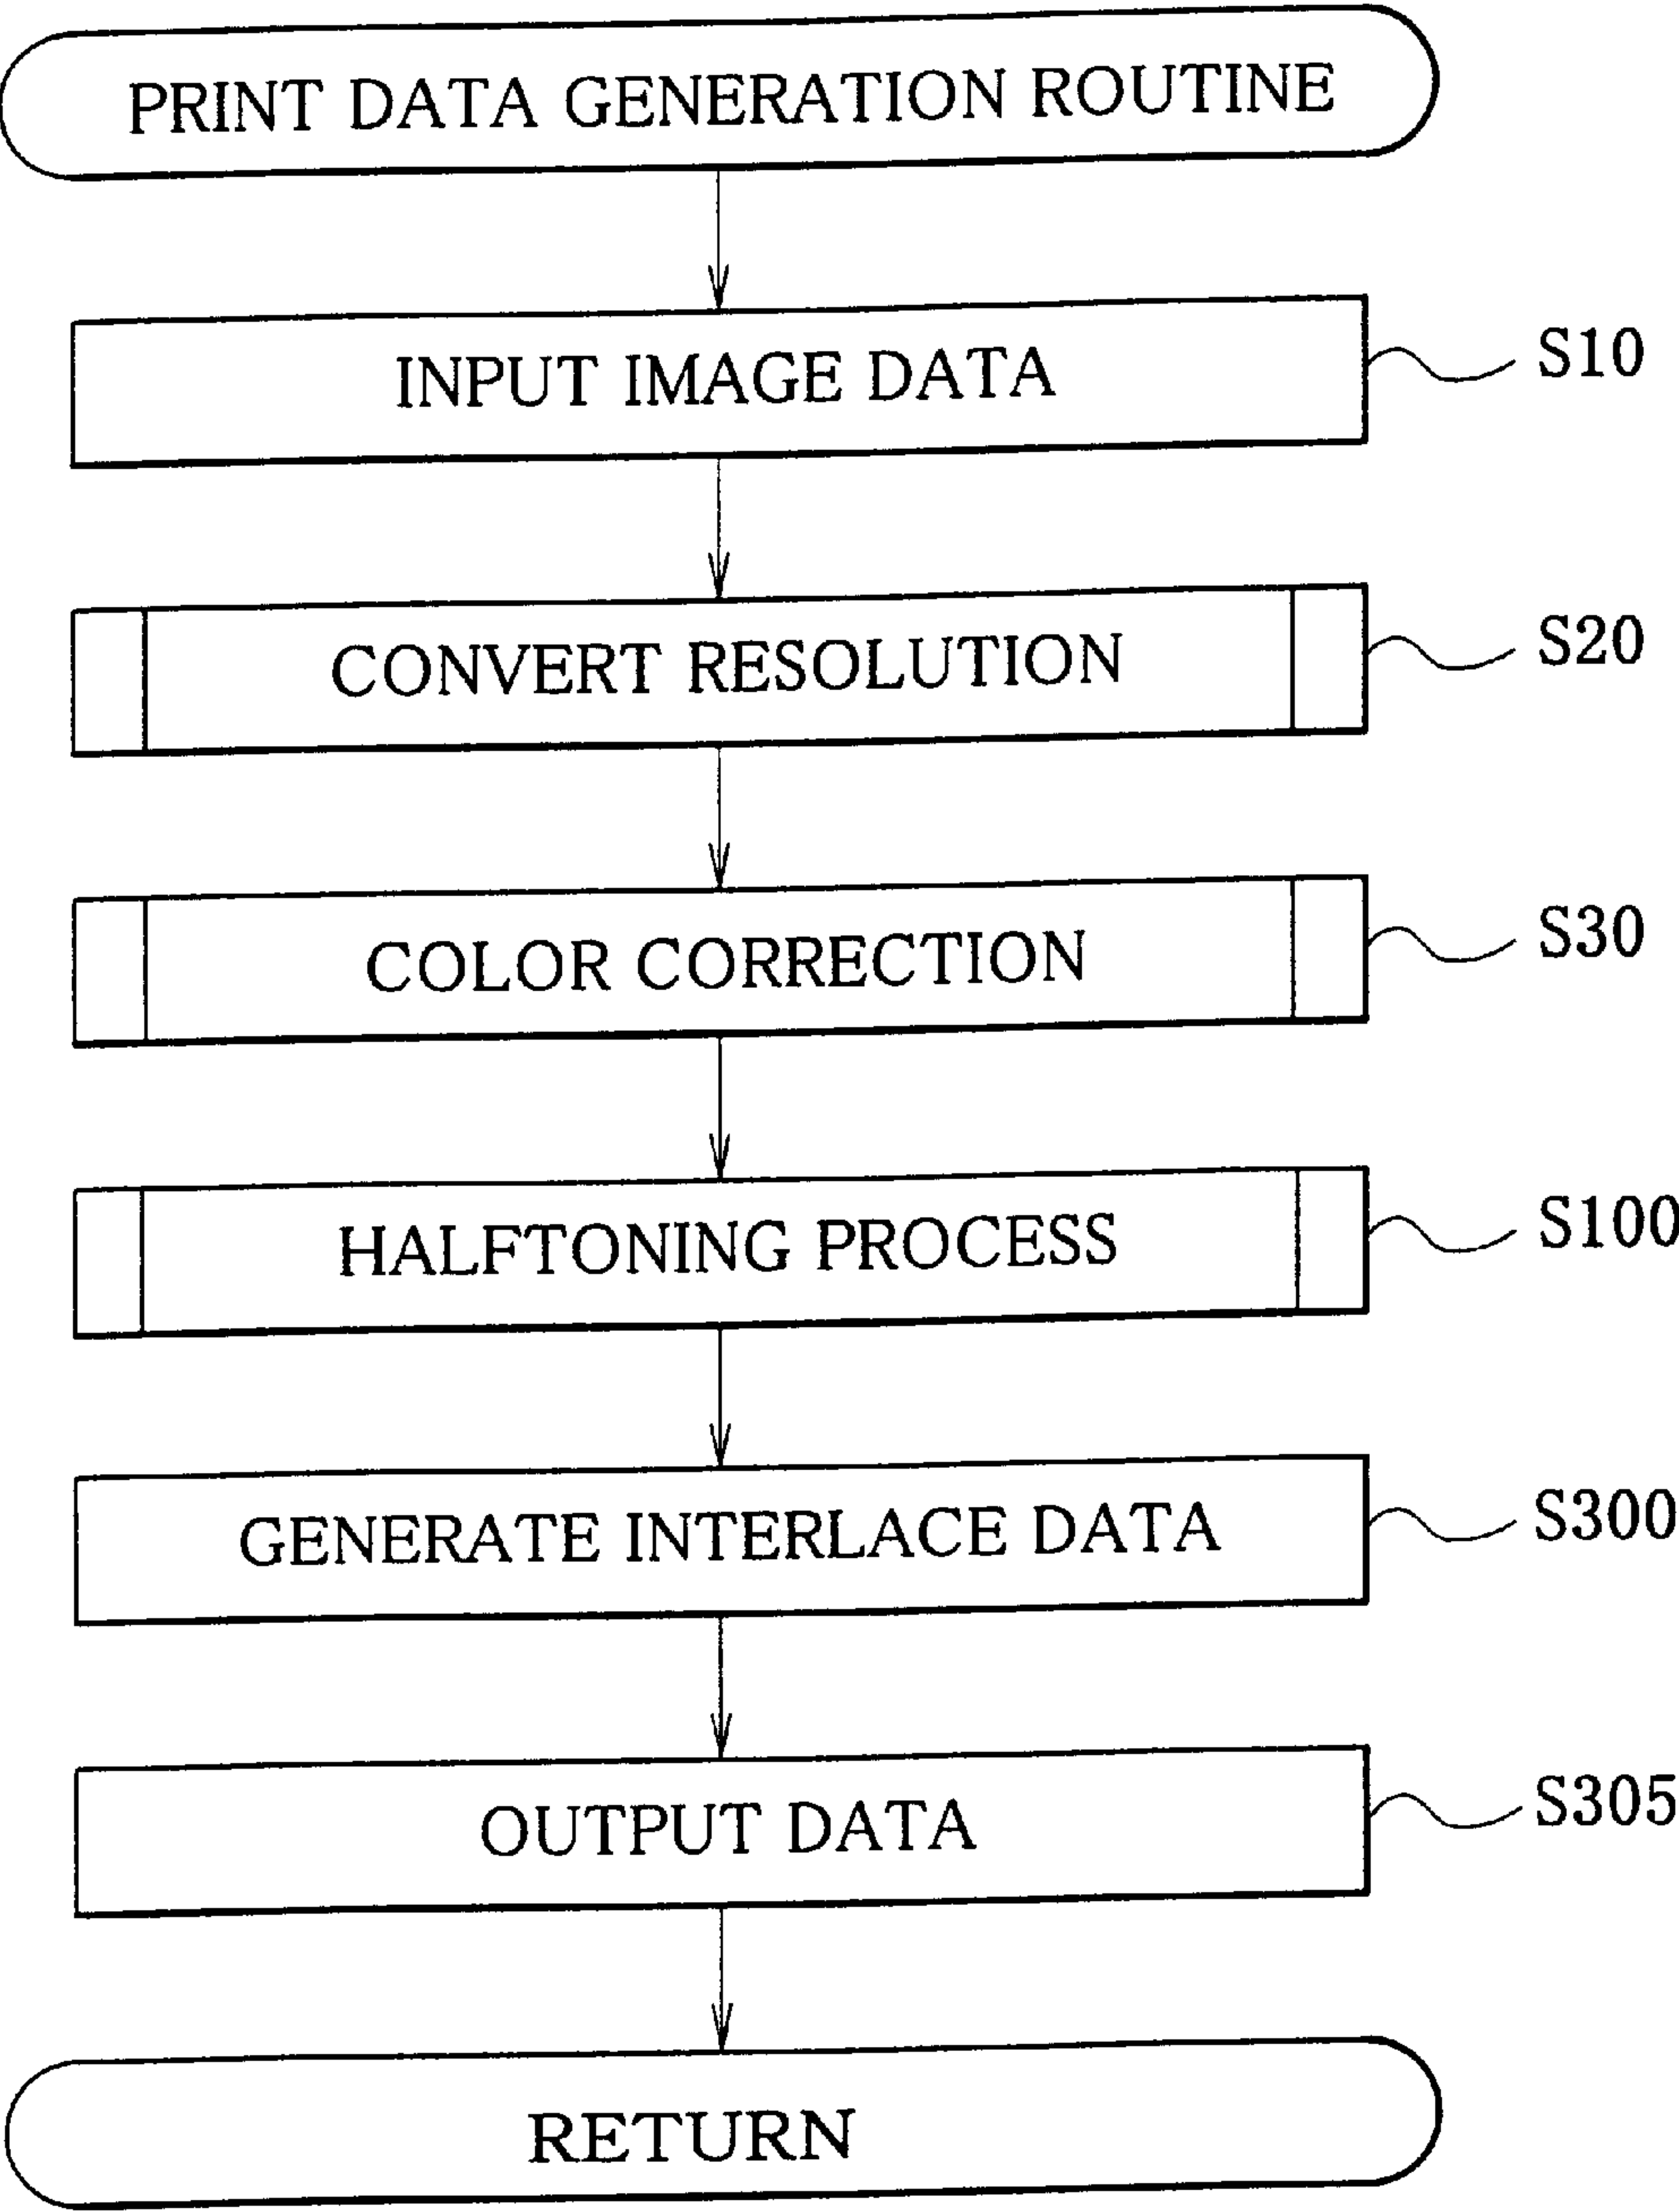 PRINT DATA GENERATION ROUTINE
INPUT IMAGE DATA
S10
CONVERT RESOLUTION
S20
COLOR CORRECTION
S30
HALFTONING PROCESS
S100
GENERATE INTERLACE DATA
S300
OUTPUT DATA
S305
RETURN